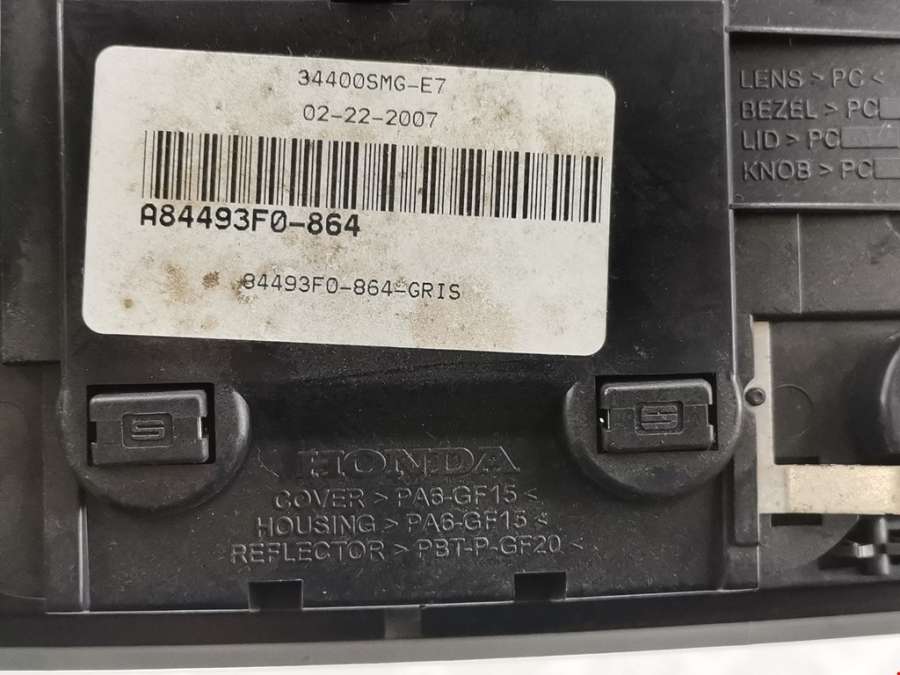 34400SMG-E7
02-22-2007
A84493F0-864
84493F0-864-GRIS
LENS > PC <
BEZEL > PC
LID > PC
KNOB > PC
S
HONDA
COVER > PA6-GF15 <
HOUSING > PA6-GF15 <
REFLECTOR > PBT-P-GF20 <